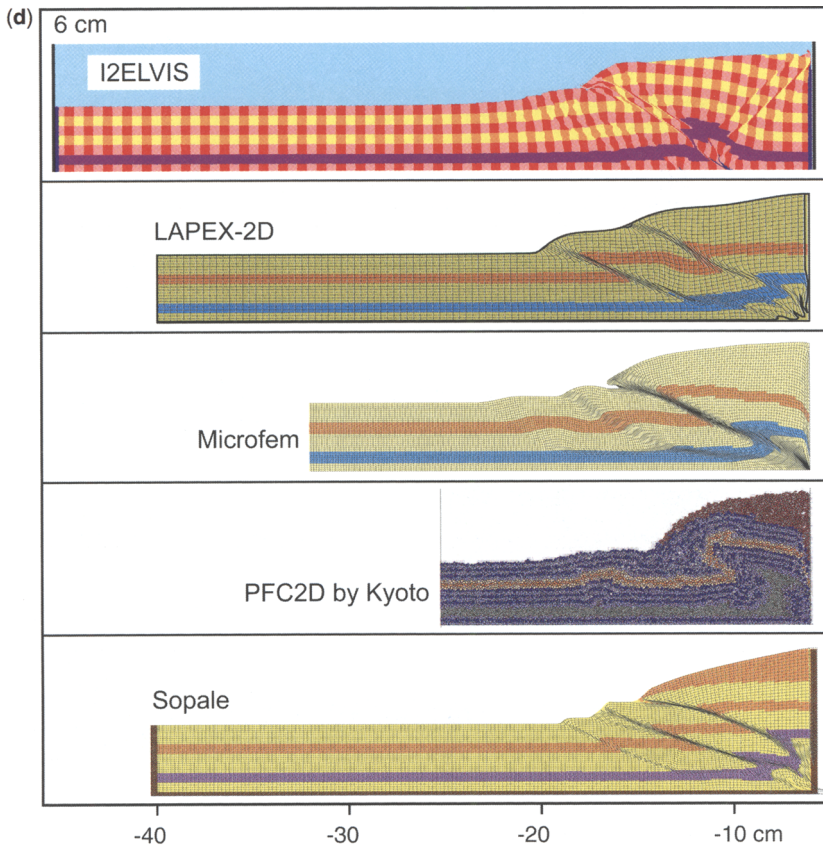 (d)
6 cm
I2ELVIS
LAPEX-2D
Microfem
PFC2D by Kyoto
Sopale
-40 -30 -20 -10 cm